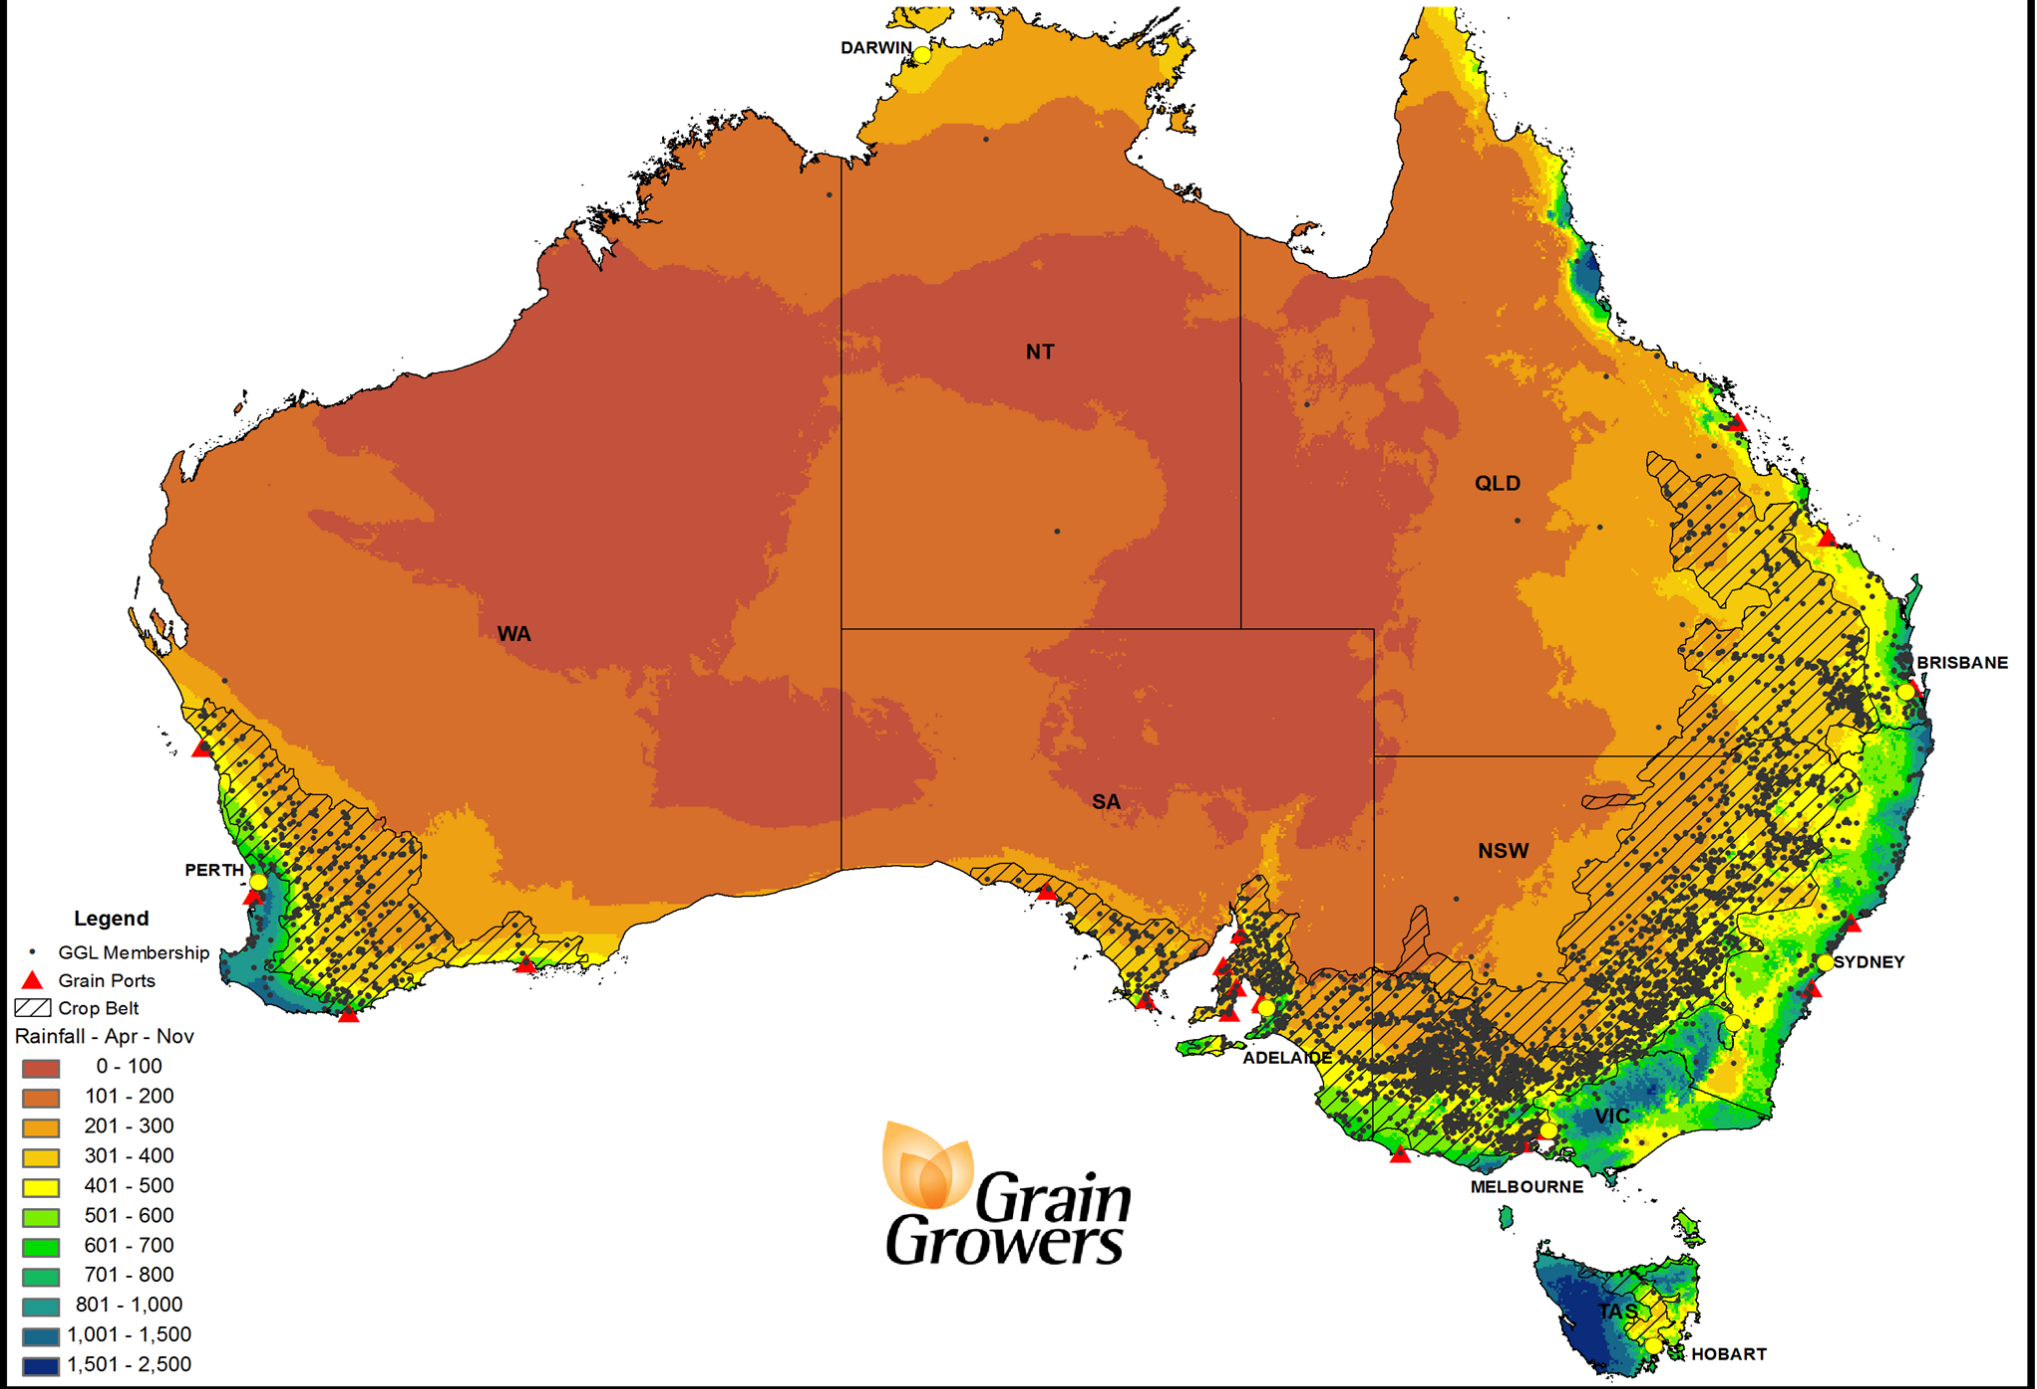 DARWIN
NT
QLD
WA
BRISBANE
SA
NSW
PERTH
SYDNEY
ADELAIDE
VIC
MELBOURNE
TAS
HOBART
Legend
GGL Membership
Grain Ports
Crop Belt
Rainfall - Apr - Nov
0 - 100
101 - 200
201 - 300
301 - 400
401 - 500
501 - 600
601 - 700
701 - 800
801 - 1,000
1,001 - 1,500
1,501 - 2,500
Grain
Growers